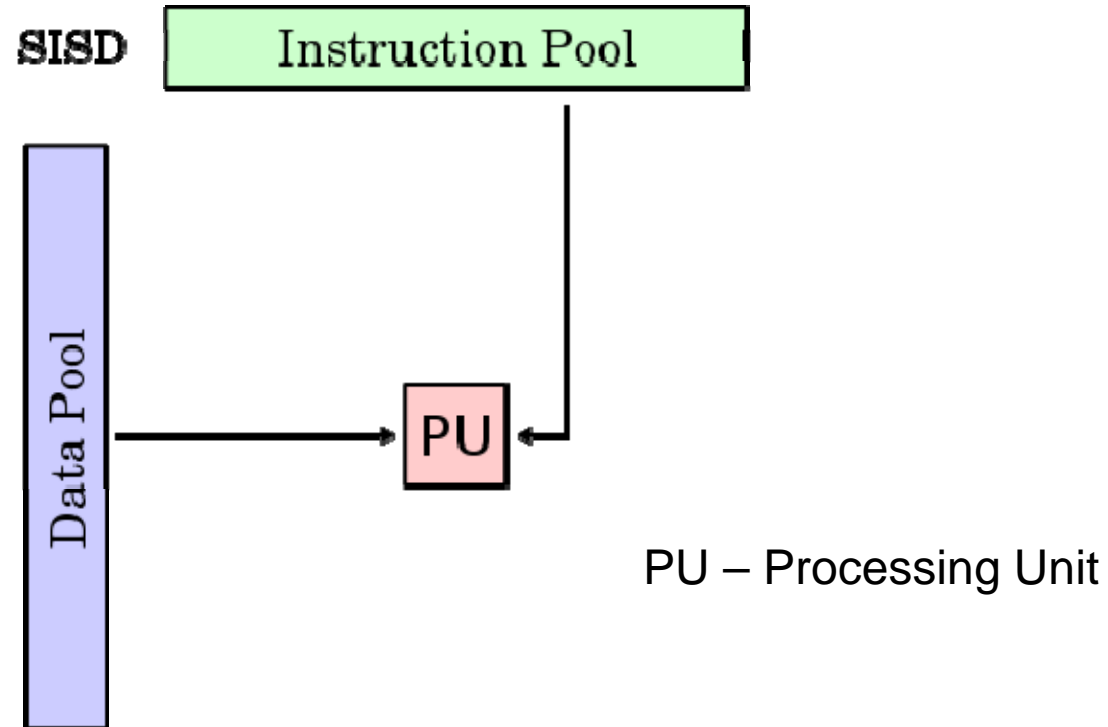 SISD
Instruction Pool
Data Pool
PU
PU – Processing Unit